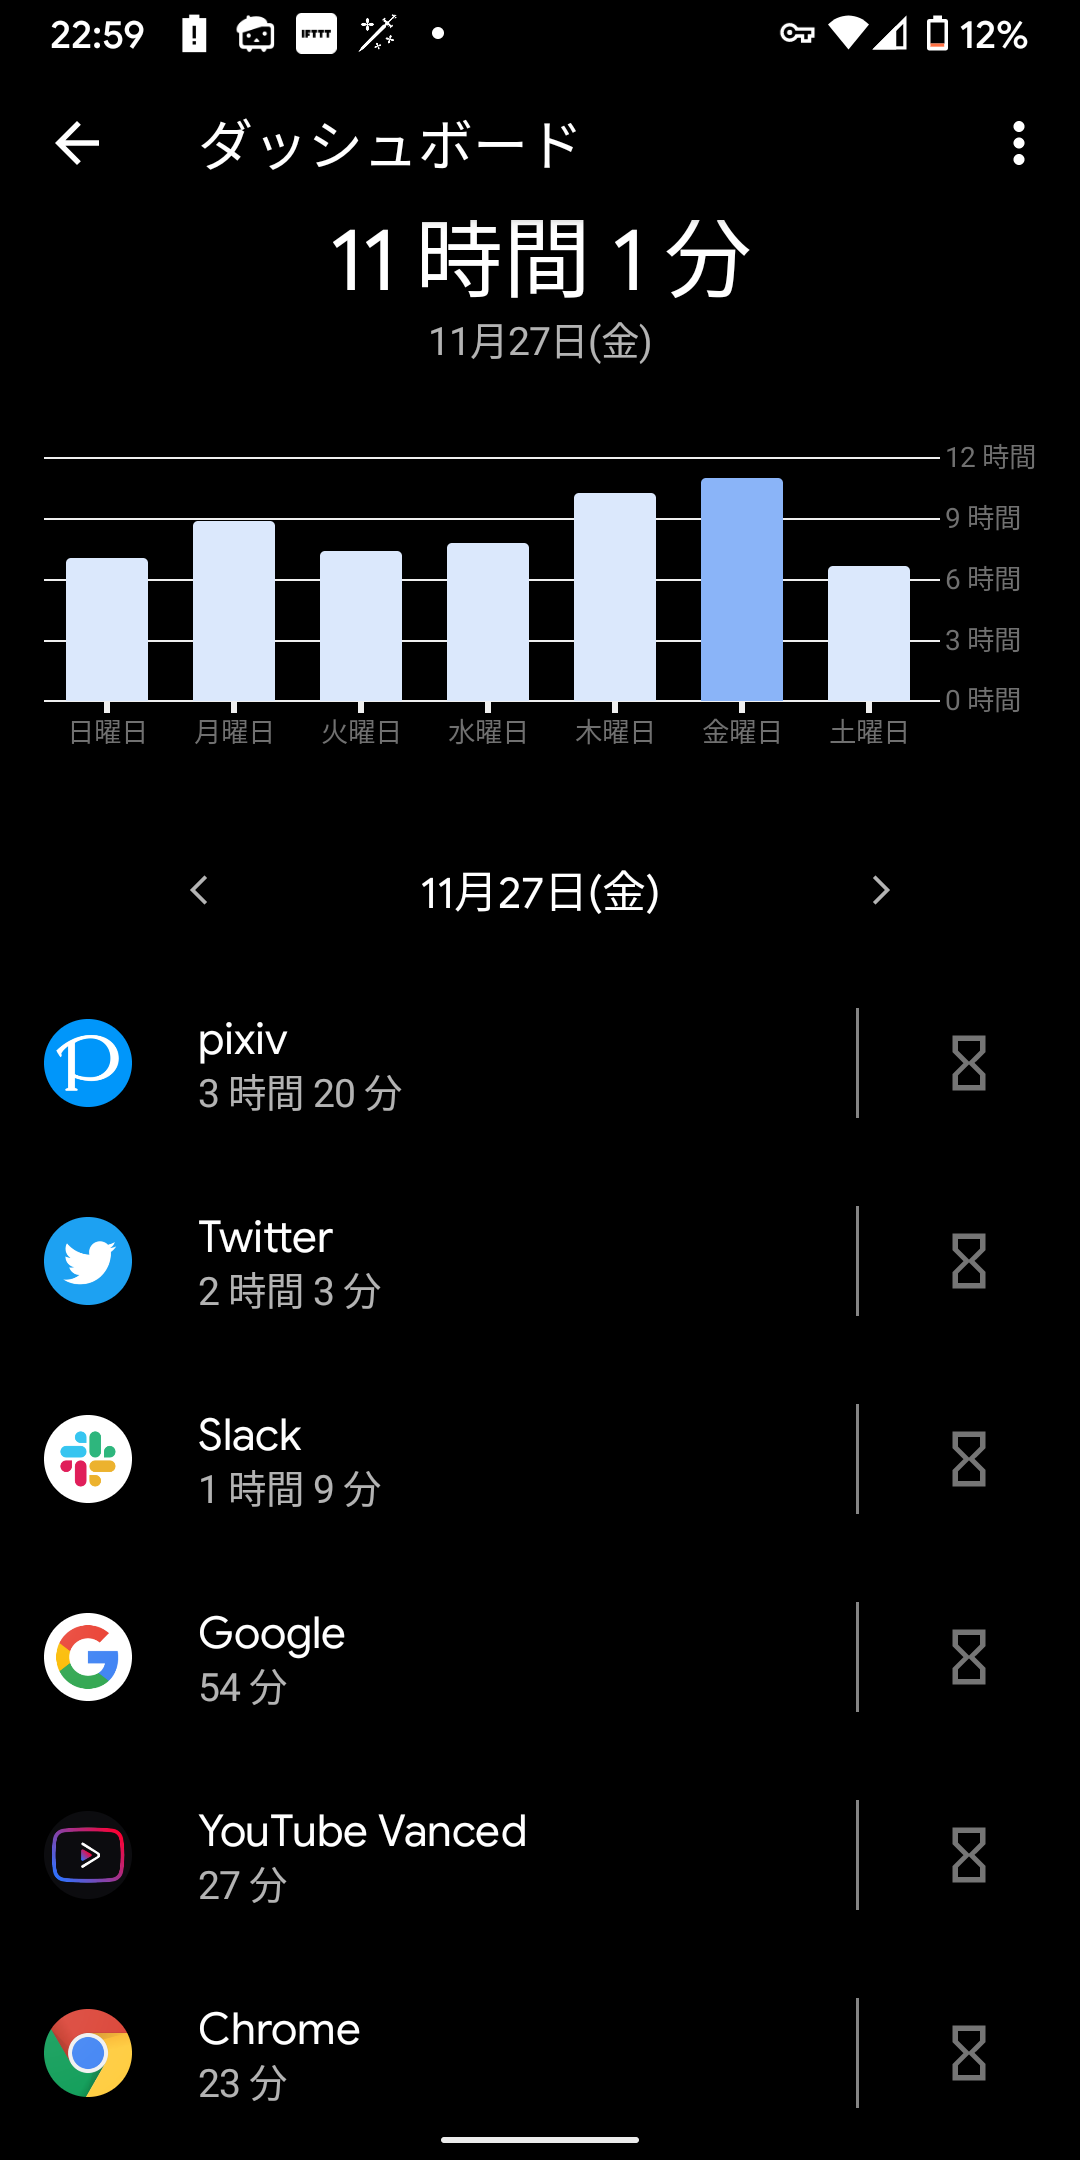 22:59
IFTTT
12%
ダッシュボード
11 時間 1 分
11月27日(金)
12 時間
9 時間
6 時間
3 時間
0 時間
日曜日 月曜日 火曜日 水曜日 木曜日 金曜日 土曜日
11月27日(金)
pixiv
3 時間 20 分
Twitter
2 時間 3 分
Slack
1 時間 9 分
Google
54 分
YouTube Vanced
27 分
Chrome
23 分